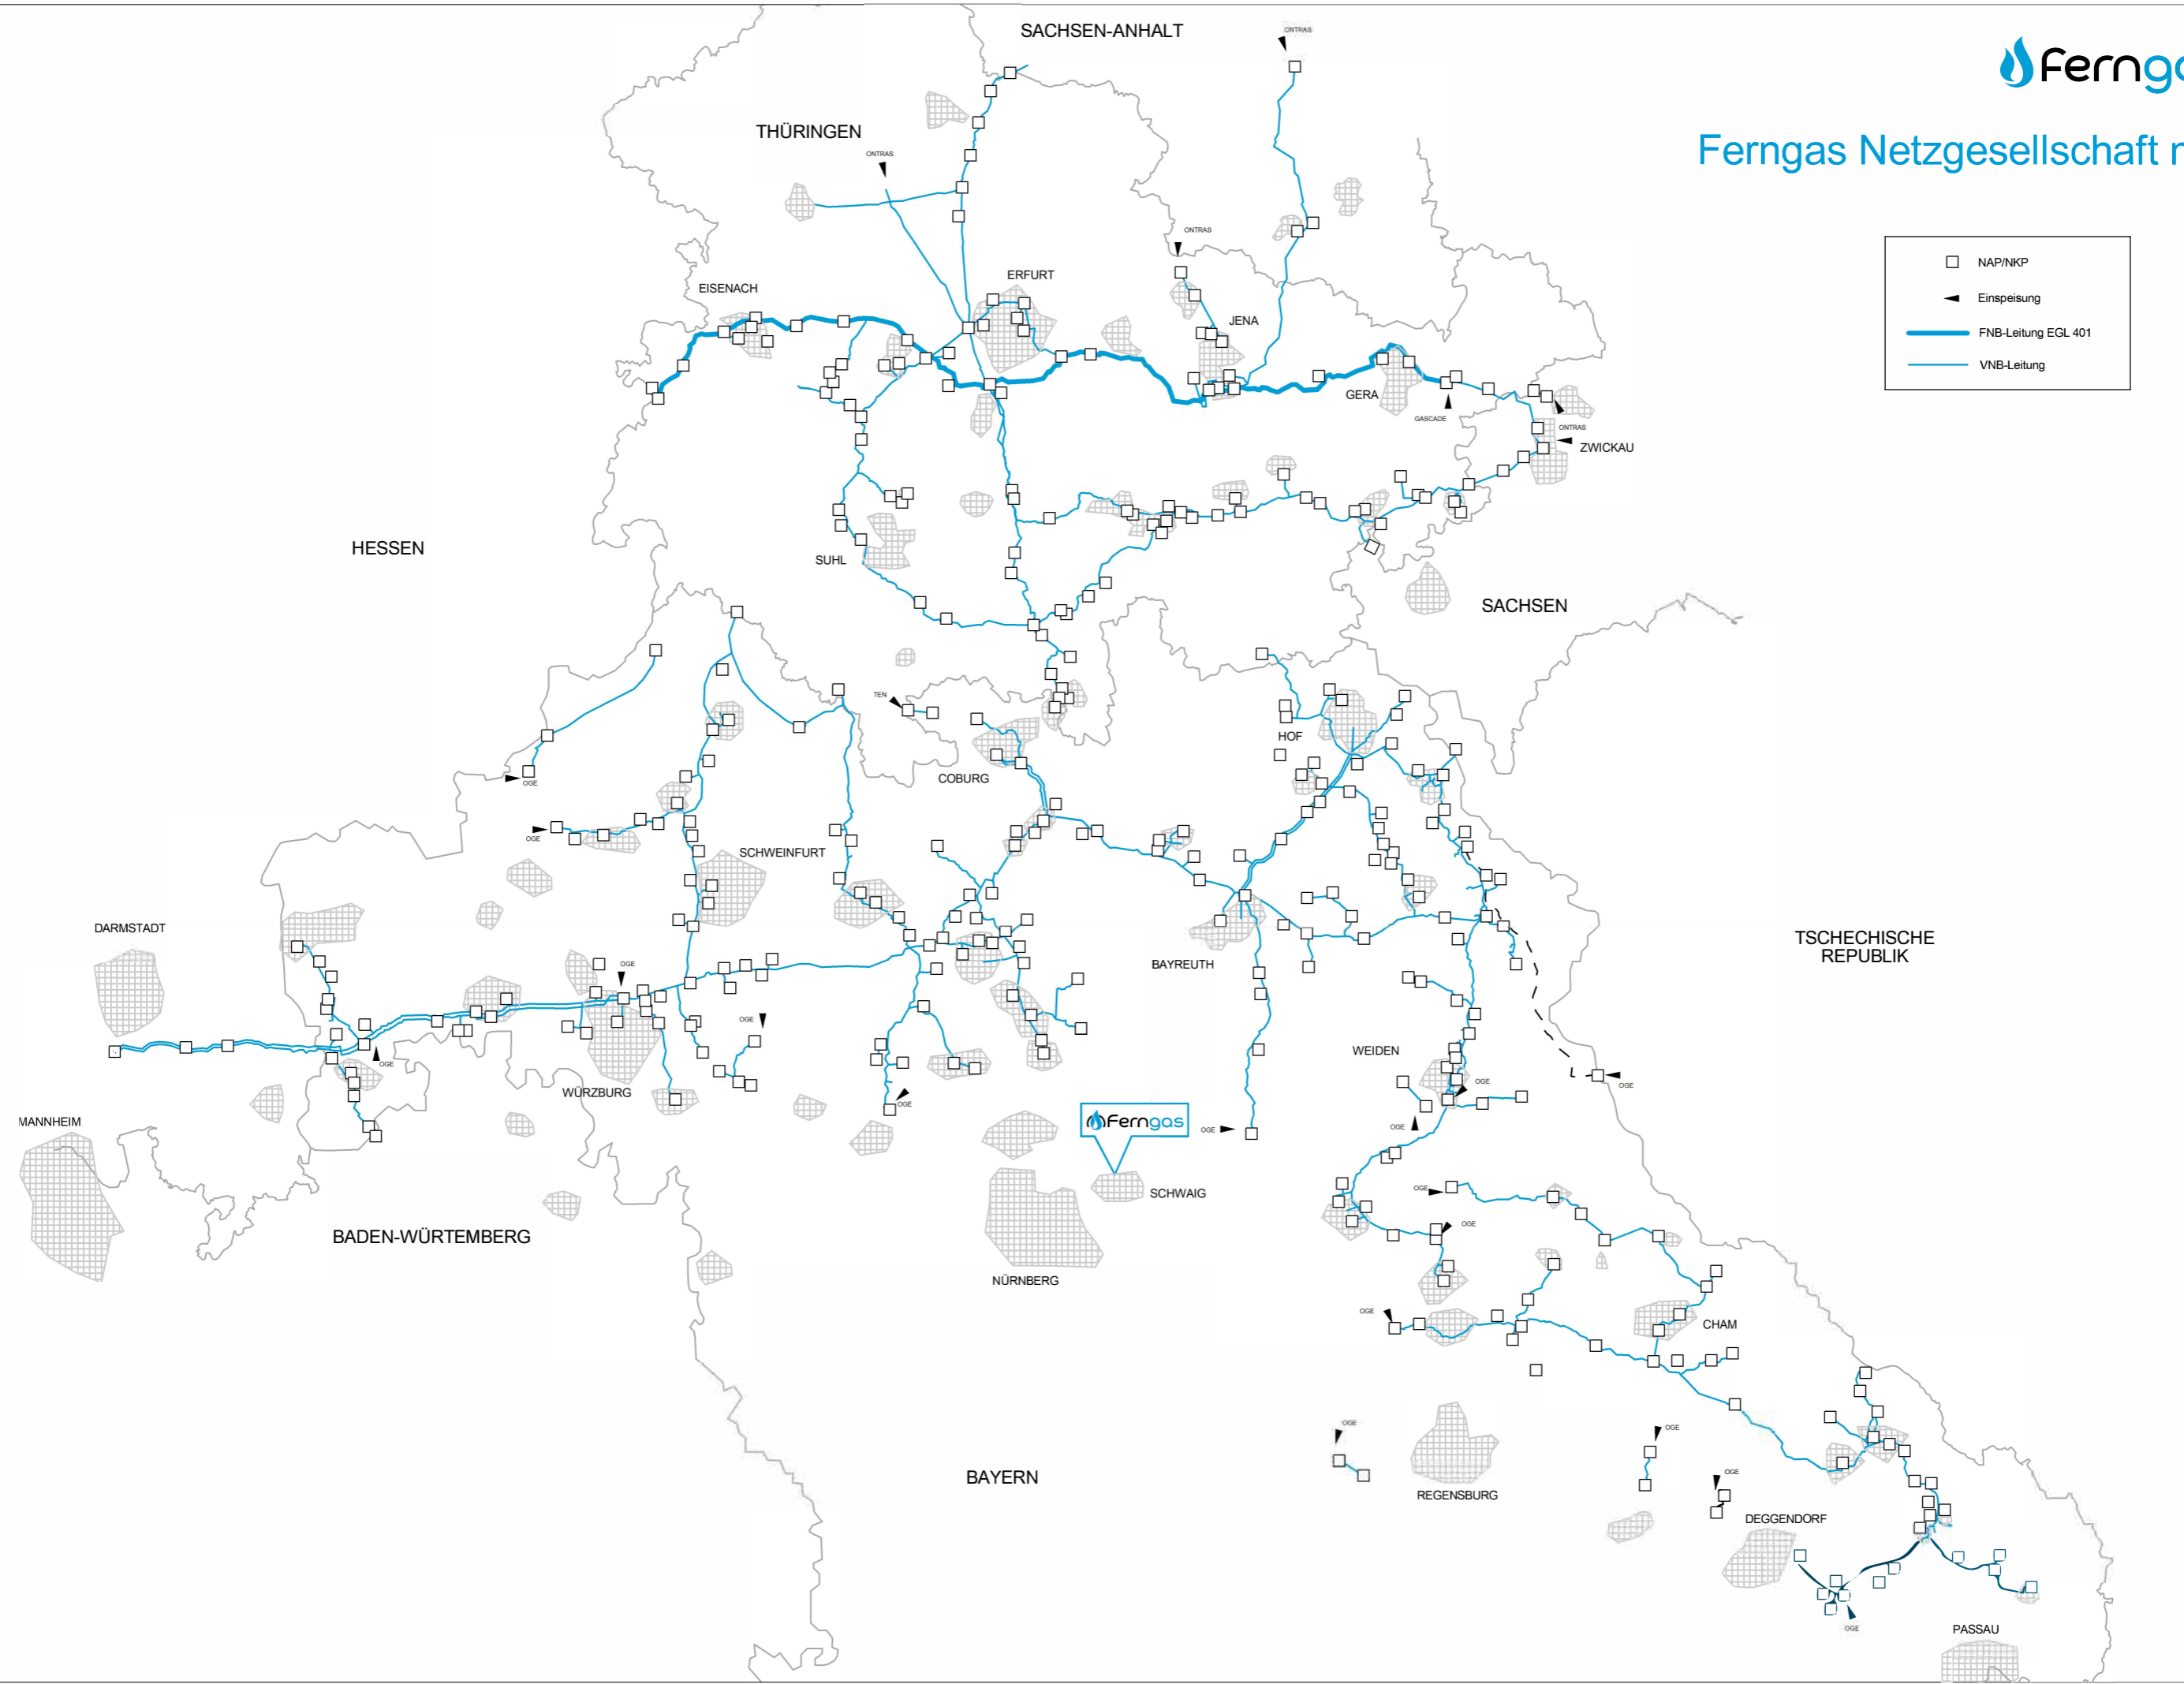 SACHSEN-ANHALT
ONTRAS
Ferngas
Ferngas Netzgesellschaft
THÜRINGEN
ONTRAS
ONTRAS
NAP/NKP
Einspeisung
FNB-Leitung EGL 401
VNB-Leitung
ERFURT
EISENACH
JENA
GERA
GASCADE
ONTRAS
ZWICKAU
HESSEN
SUHL
SACHSEN
TEN
HOF
COBURG
OGE
OGE
SCHWEINFURT
DARMSTADT
TSCHECHISCHE
REPUBLIK
BAYREUTH
OGE
OGE
WEIDEN
OGE
OGE
OGE
WÜRZBURG
OGE
MANNHEIM
Ferngas
OGE
OGE
OGE
SCHWAIG
OGE
BADEN-WÜRTEMBERG
NÜRNBERG
OGE
CHAM
OGE
OGE
BAYERN
OGE
REGENSBURG
DEGGENDORF
OGE
PASSAU